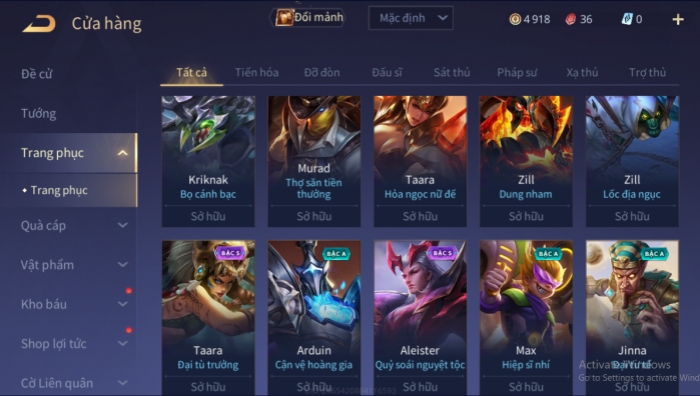 Cửa hàng
Đổi mảnh
Mặc định
4 918
36
0
Đề cử
Tướng
Trang phục
Trang phục
Quà cáp
Vật phẩm
Kho báu
Shop lợi tức
Cờ Liên quân
Tất cả Tiến hóa Đỡ đòn Đấu sĩ Sát thủ Pháp sư Xạ thủ Trợ thủ
Kriknak
Bọ cánh bạc
Sở hữu
Murad
Thợ săn tiền
thưởng
Sở hữu
Taara
Hỏa ngọc nữ đế
Sở hữu
Zill
Dung nham
Sở hữu
Zill
Lốc địa ngục
Sở hữu
BẬC S
Taara
Đại tù trưởng
Sở hữu
BẬC A
Arduin
Cận vệ hoàng gia
Sở hữu
BẬC S
Aleister
Quỷ soái nguyệt tộc
Sở hữu
BẬC A
Max
Hiệp sĩ nhí
Sở hữu
BẬC A
Jinna
Đại tư tế
Sở hữu
Activate Windows
Go to Settings to activate Wind